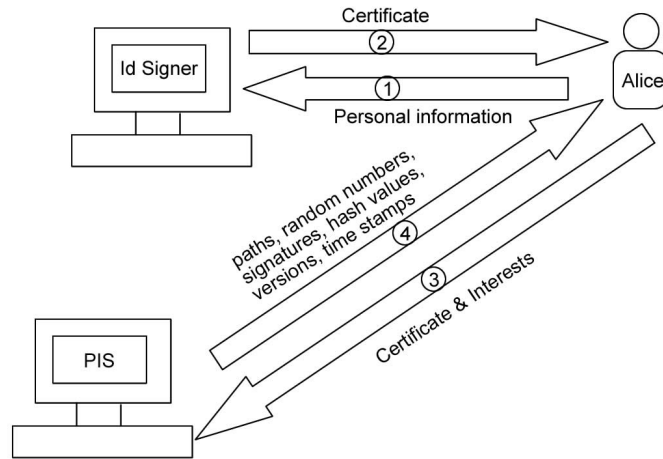 Certificate
2
Id Signer
Alice
1
Personal information
paths, random numbers,
signatures, hash values,
versions, time stamps
4
3
Certificate & Interests
PIS